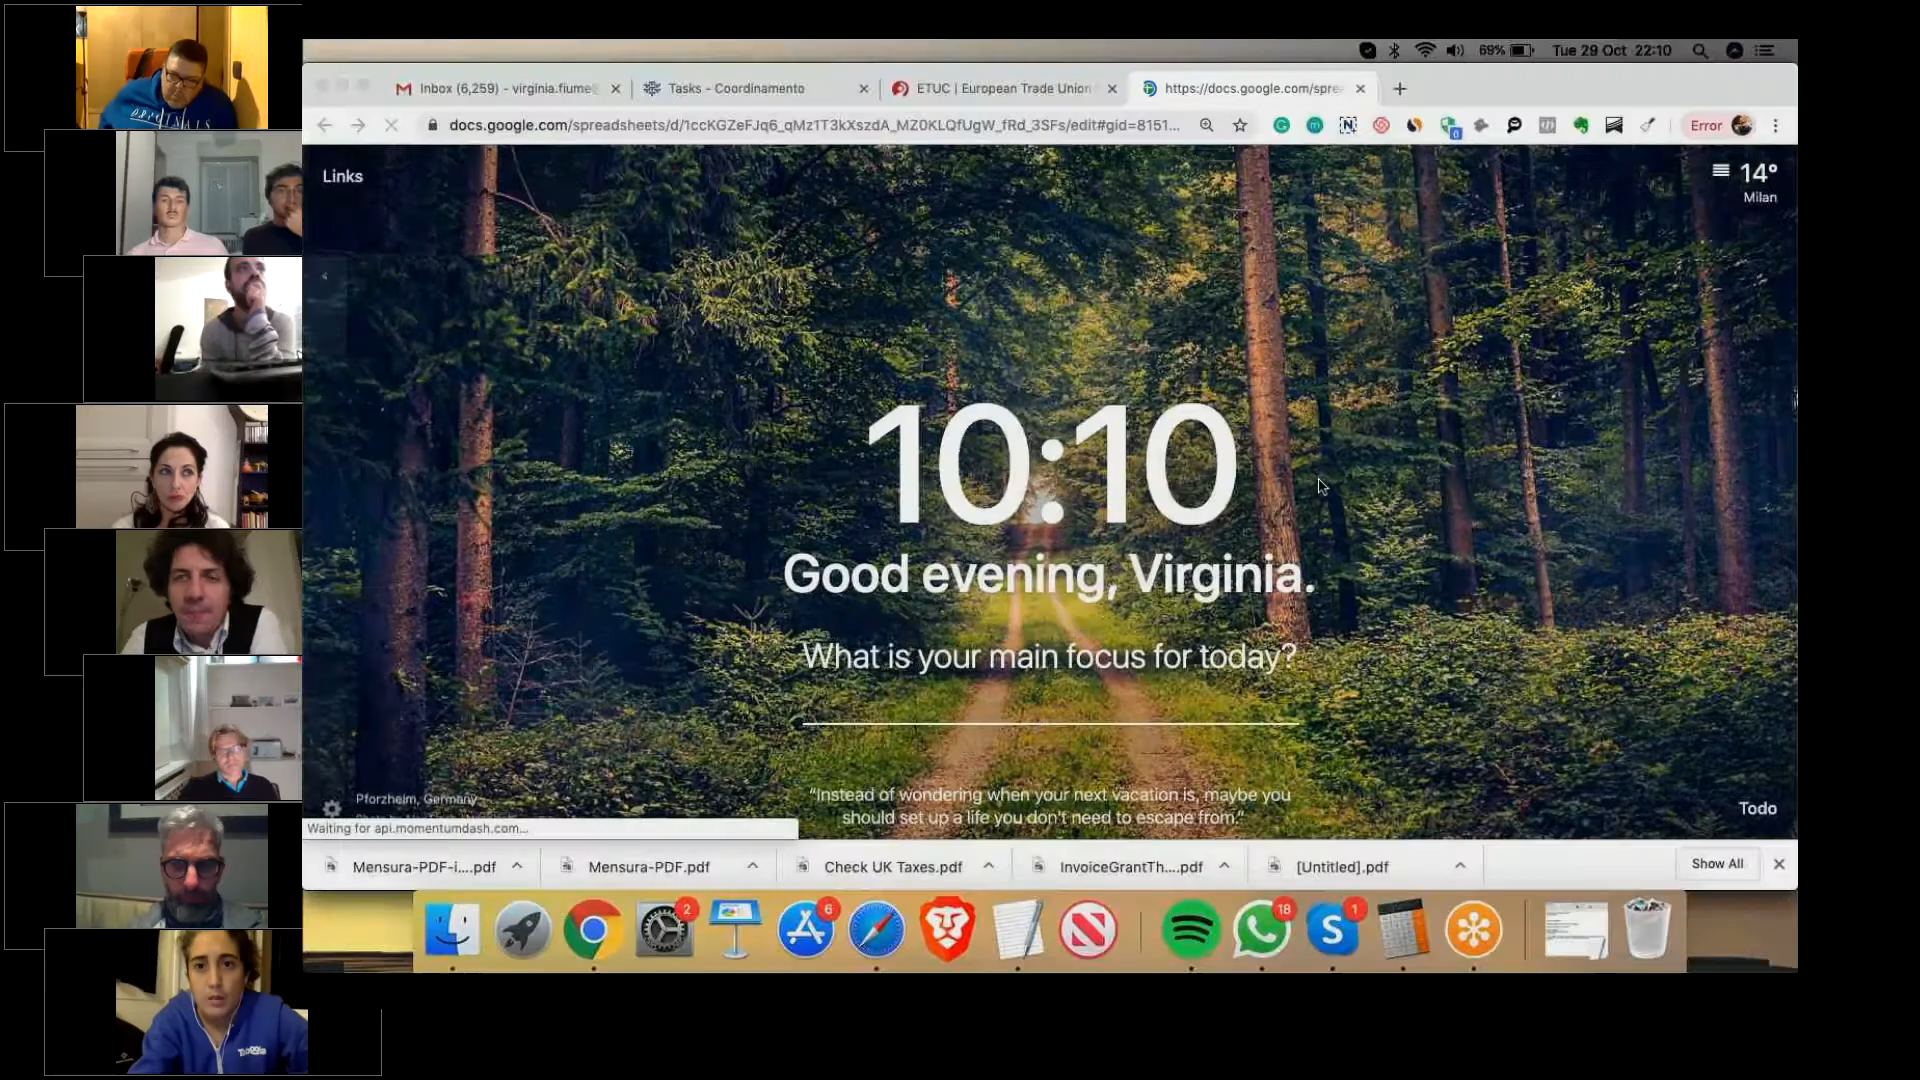 69%
Tue 29 Oct 22:10
Inbox (6,259) - virginia.fiume
Tasks - Coordinamento
ETUC | European Trade Union
https://docs.google.com/spre
docs.google.com/spreadsheets/d/1ccKGZeFJq6_qMz1T3kXszdA_MZ0KLQfUgW_fRd_3SFs/edit#gid=8151...
Error
Links
14°
Milan
10:10
Good evening, Virginia.
What is your main focus for today?
"Instead of wondering when your next vacation is, maybe you
should set up a life you don't need to escape from."
Pforzheim, Germany
Todo
Waiting for api.momentumdash.com...
Mensura-PDF-i....pdf
Mensura-PDF.pdf
Check UK Taxes.pdf
InvoiceGrantTh....pdf
[Untitled].pdf
Show All
2
6
18
1